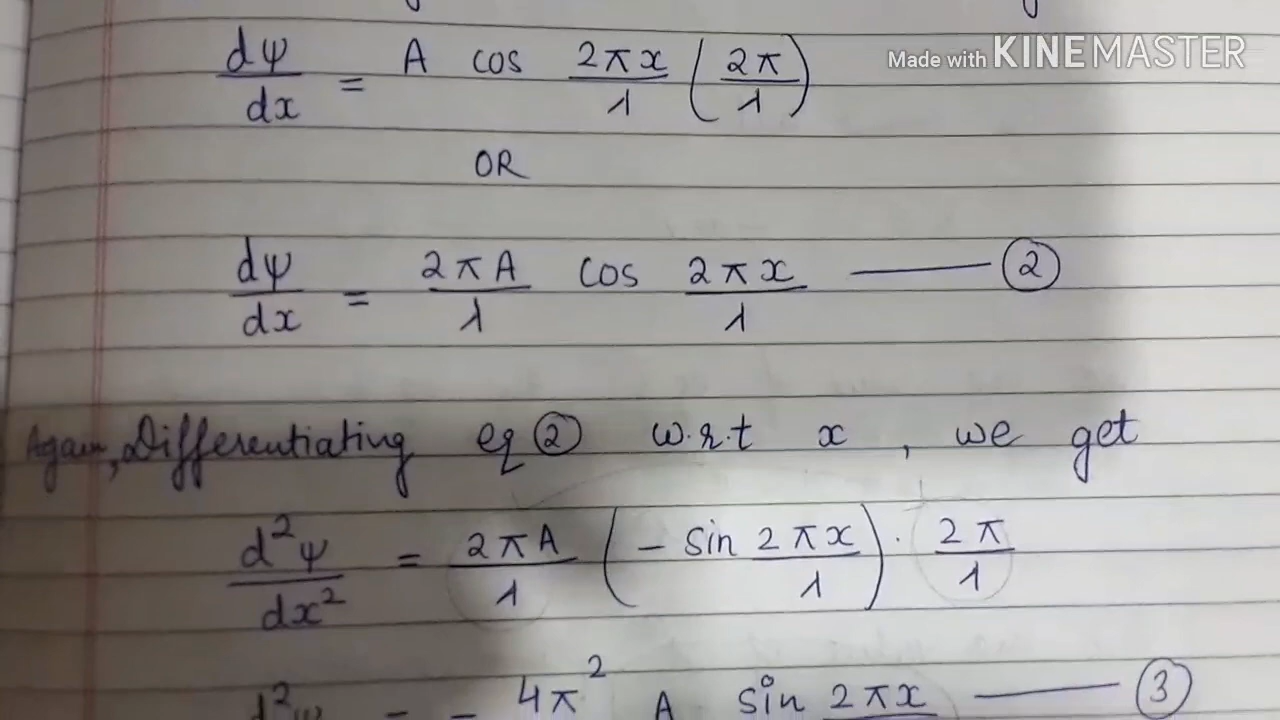 Made with KINEMASTER
dψ/dx = A cos 2πx/λ (2π/λ)
OR
dψ/dx = 2πA/λ cos 2πx/λ —— ②
Again, Differentiating eq ② w.r.t x , we get
d²ψ/dx² = 2πA/λ (- sin 2πx/λ) · 2π/λ
d²ψ = - 4π² A sin 2πx —— ③